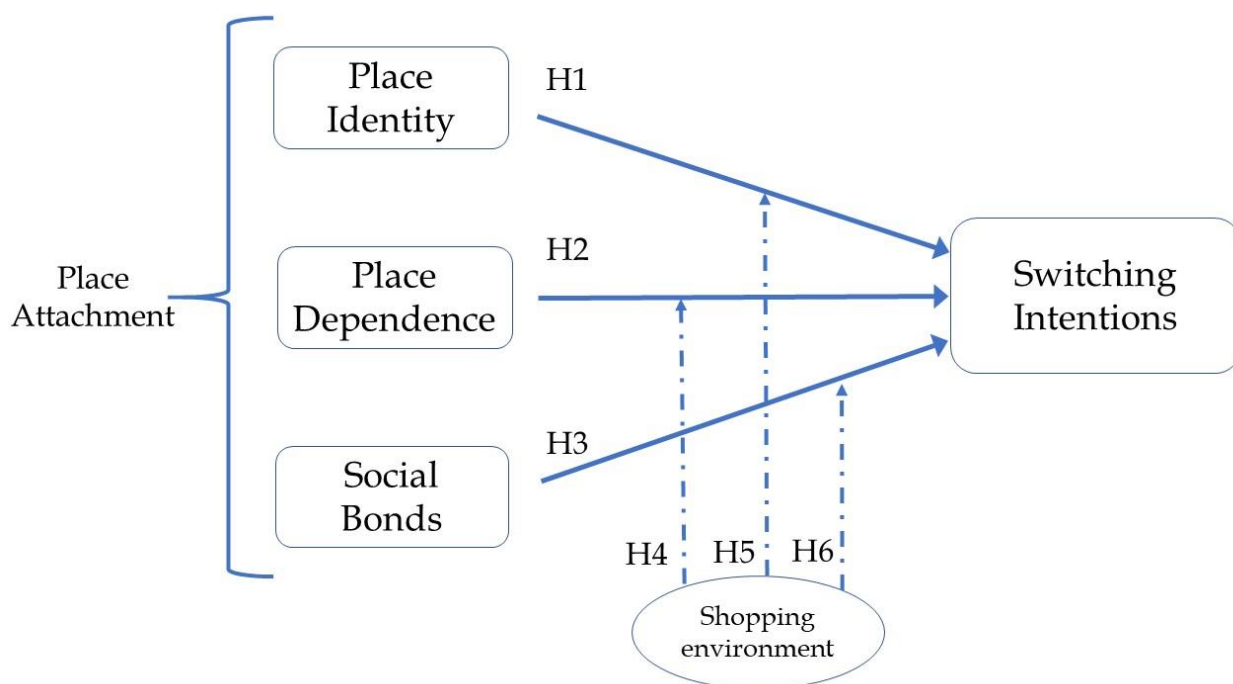 Place
Identity
H1
Place
Attachment
Place
Dependence
H2
Switching
Intentions
Social
Bonds
H3
H4
H5
H6
Shopping
environment